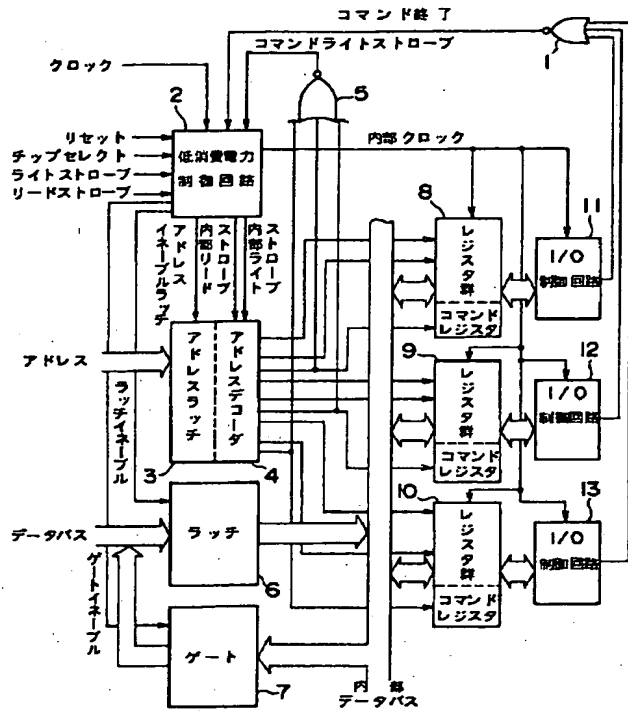 コマンド終了
1
コマンドライトストローブ
クロック
2
5
リセット
チップセレクト
ライトストローブ
リードストローブ
低消費電力
制御回路
内部クロック
アドレス
イネーブルラッチ
内部リード
ストローブ
内部ライト
ストローブ
8
レジスタ群
コマンド
レジスタ
11
I/O
制御回路
アドレス
アドレスラッチ
アドレスデコーダ
3
4
ラッチイネーブル
9
レジスタ群
コマンド
レジスタ
12
I/O
制御回路
データバス
ラッチ
6
10
レジスタ群
コマンド
レジスタ
13
I/O
制御回路
ゲートイネーブル
ゲート
7
内部
データバス